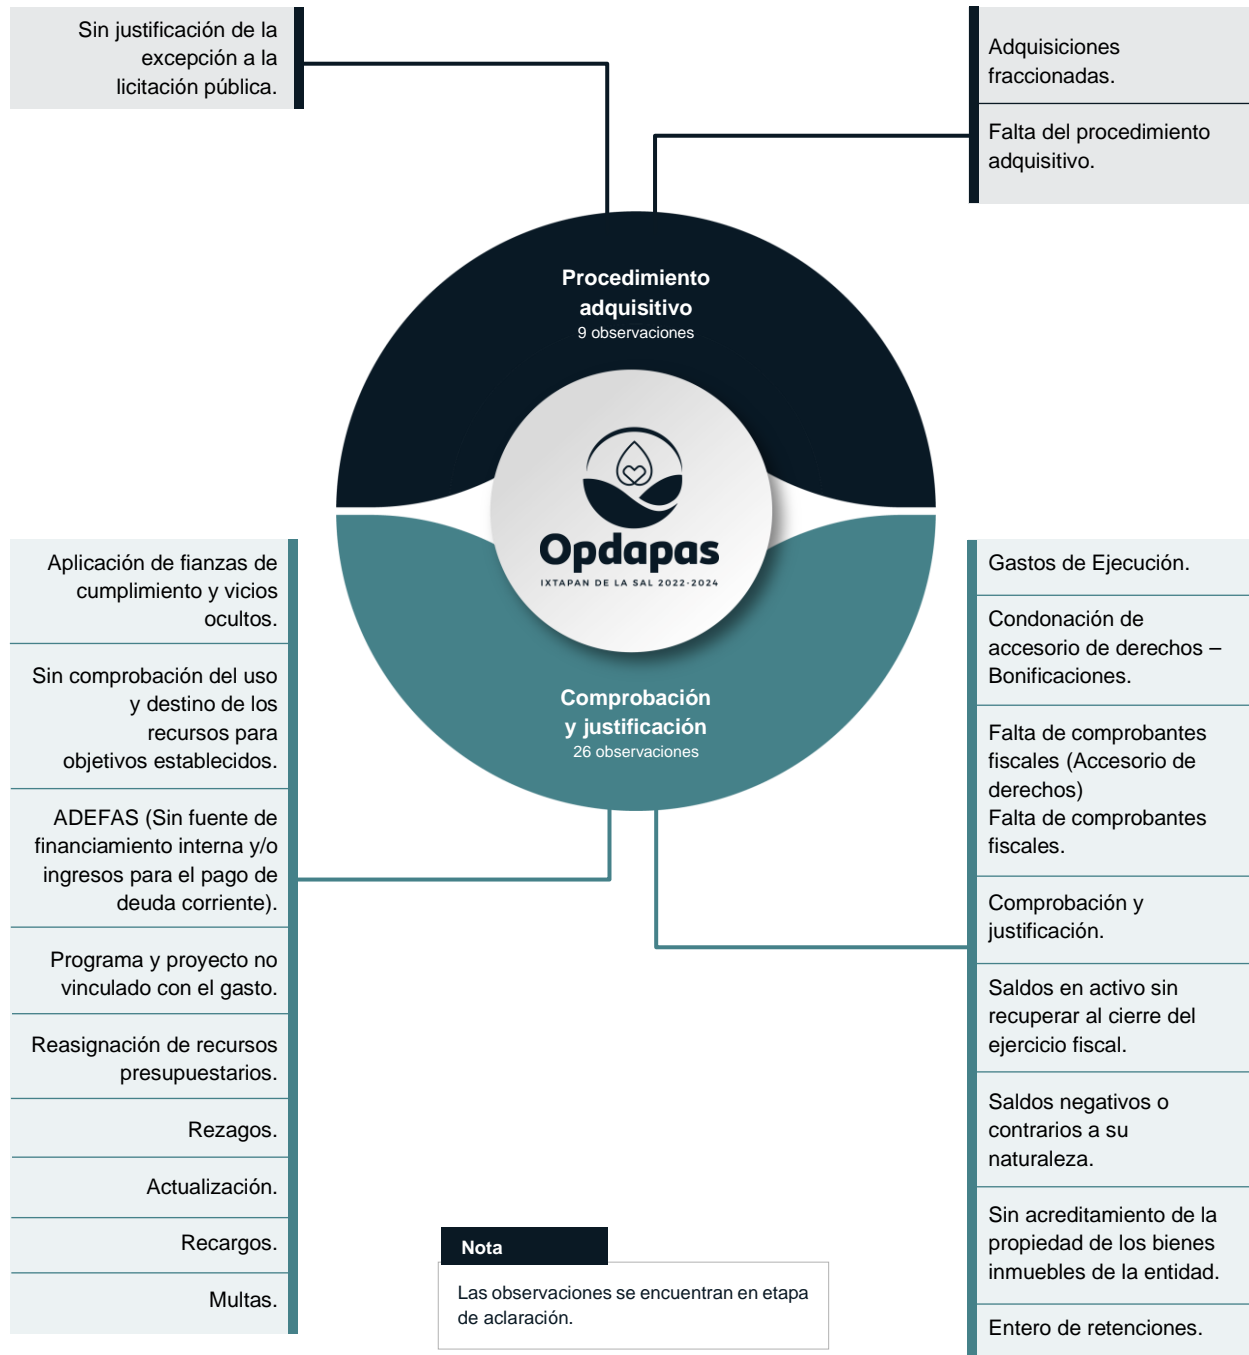 Sin justificación de la
excepción a la
licitación pública.
Adquisiciones
fraccionadas.
Falta del procedimiento
adquisitivo.
Procedimiento
adquisitivo
9 observaciones
Opdapas
IXTAPAN DE LA SAL 2022-2024
Comprobación
y justificación
26 observaciones
Aplicación de fianzas de
cumplimiento y vicios
ocultos.
Sin comprobación del uso
y destino de los
recursos para
objetivos establecidos.
ADEFAS (Sin fuente de
financiamiento interna y/o
ingresos para el pago de
deuda corriente).
Programa y proyecto no
vinculado con el gasto.
Reasignación de recursos
presupuestarios.
Rezagos.
Actualización.
Recargos.
Multas.
Gastos de Ejecución.
Condonación de
accesorio de derechos –
Bonificaciones.
Falta de comprobantes
fiscales (Accesorio de
derechos)
Falta de comprobantes
fiscales.
Comprobación y
justificación.
Saldos en activo sin
recuperar al cierre del
ejercicio fiscal.
Saldos negativos o
contrarios a su
naturaleza.
Sin acreditamiento de la
propiedad de los bienes
inmuebles de la entidad.
Entero de retenciones.
Nota
Las observaciones se encuentran en etapa
de aclaración.